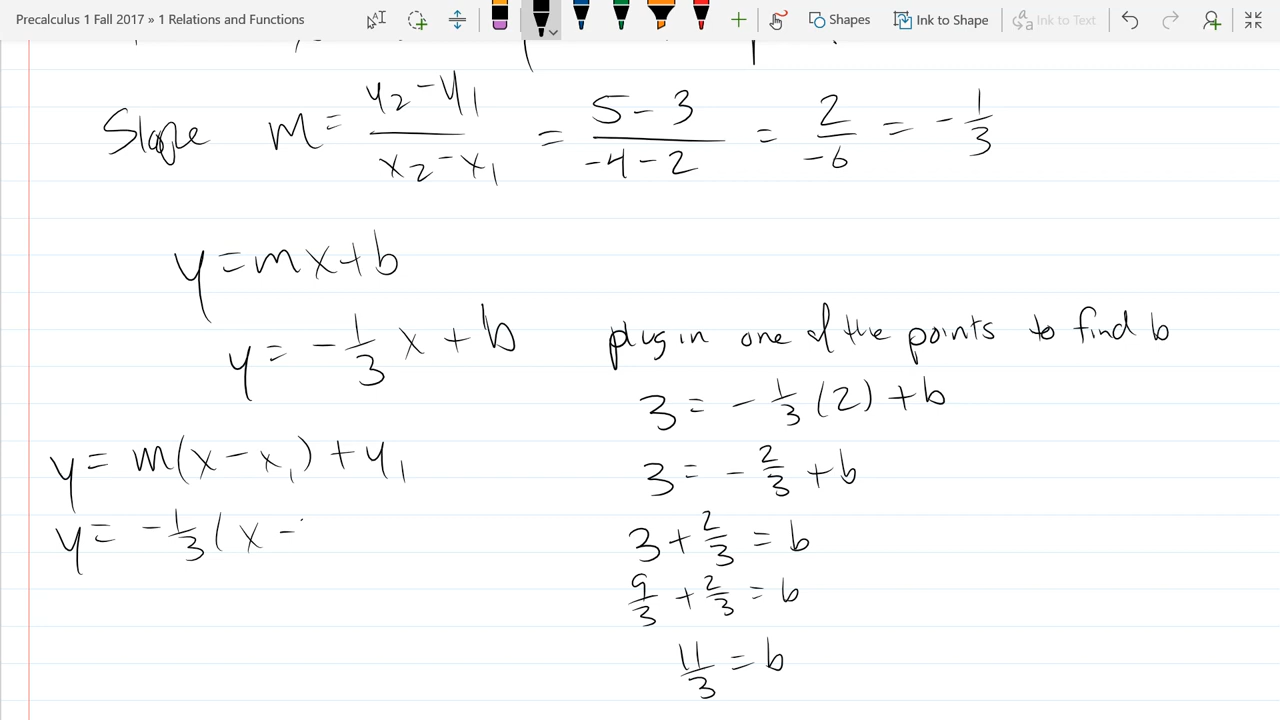 Precalculus 1 Fall 2017 » 1 Relations and Functions
Shapes
Ink to Shape
Ink to Text
Slope m = y₂ - y₁ / x₂ - x₁ = 5 - 3 / -4 - 2 = 2 / -6 = - 1/3
y = mx + b
y = - 1/3 x + b
plug in one of the points to find b
3 = - 1/3 (2) + b
y = m(x - x₁) + y₁
3 = - 2/3 + b
y = - 1/3 ( x -
3 + 2/3 = b
9/3 + 2/3 = b
11/3 = b